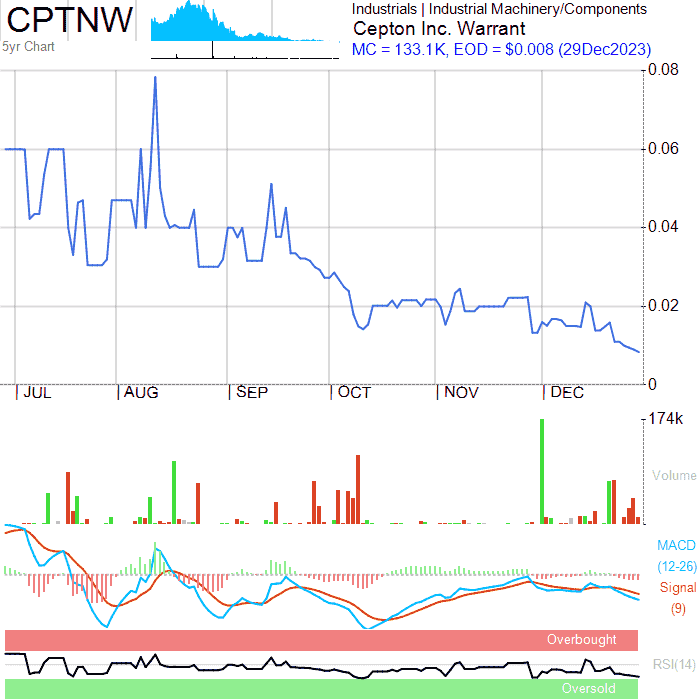 CPTNW
5yr Chart
Industrials | Industrial Machinery/Components
Cepton Inc. Warrant
MC = 133.1K, EOD = $0.008 (29Dec2023)
0.08
0.06
0.04
0.02
0
JUL AUG SEP OCT NOV DEC
174k
Volume
MACD
(12-26)
Signal
(9)
Overbought
RSI(14)
Oversold